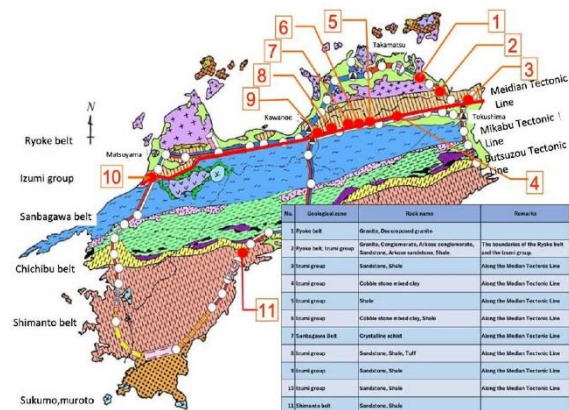 5
6
7
8
9
1
2
3
Takamatsu
Meidian Tectonic
Line
N
Kawanoe
Tokushima
Mikabu Tectonic
Line
Butsuzou Tectonic
Line
Ryoke belt
Matsuyama
Izumi group
10
4
Sanbagawa belt
Chichibu belt
Shimanto belt
11
Sukumo,muroto
No. Geological zone Rock name Remarks
1 Ryoke belt Granite, Decomposed granite
2 Ryoke belt, Izumi group Granite, Conglomerate, Arkose conglomerate, Sandstone, Arkose sandstone, Shale The boundaries of the Ryoke belt and the Izumi group
3 Izumi group Sandstone, Shale Along the Median Tectonic Line
4 Izumi group Cobble stone mixed clay Along the Median Tectonic Line
5 Izumi group Shale Along the Median Tectonic Line
6 Izumi group Cobble stone mixed clay, Shale Along the Median Tectonic Line
7 Sanbagawa Belt Crystalline schist Along the Median Tectonic Line
8 Izumi group Sandstone, Shale, Tuff Along the Median Tectonic Line
9 Izumi group Sandstone, Shale Along the Median Tectonic Line
10 Izumi group Sandstone, Shale Along the Median Tectonic Line
11 Shimanto belt Sandstone, Shale